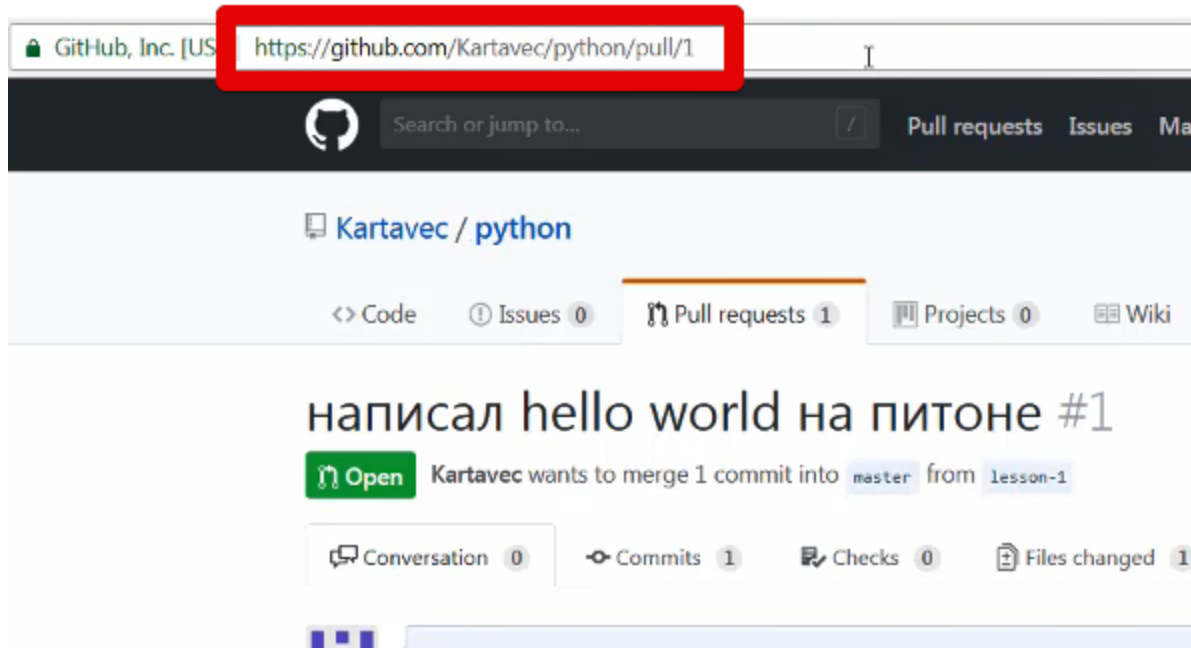 GitHub, Inc. [US https://github.com/Kartavec/python/pull/1
Search or jump to... / Pull requests Issues Ma
Kartavec / python
Code Issues 0 Pull requests 1 Projects 0 Wiki
написал hello world на питоне #1
Open Kartavec wants to merge 1 commit into master from lesson-1
Conversation 0 Commits 1 Checks 0 Files changed 1